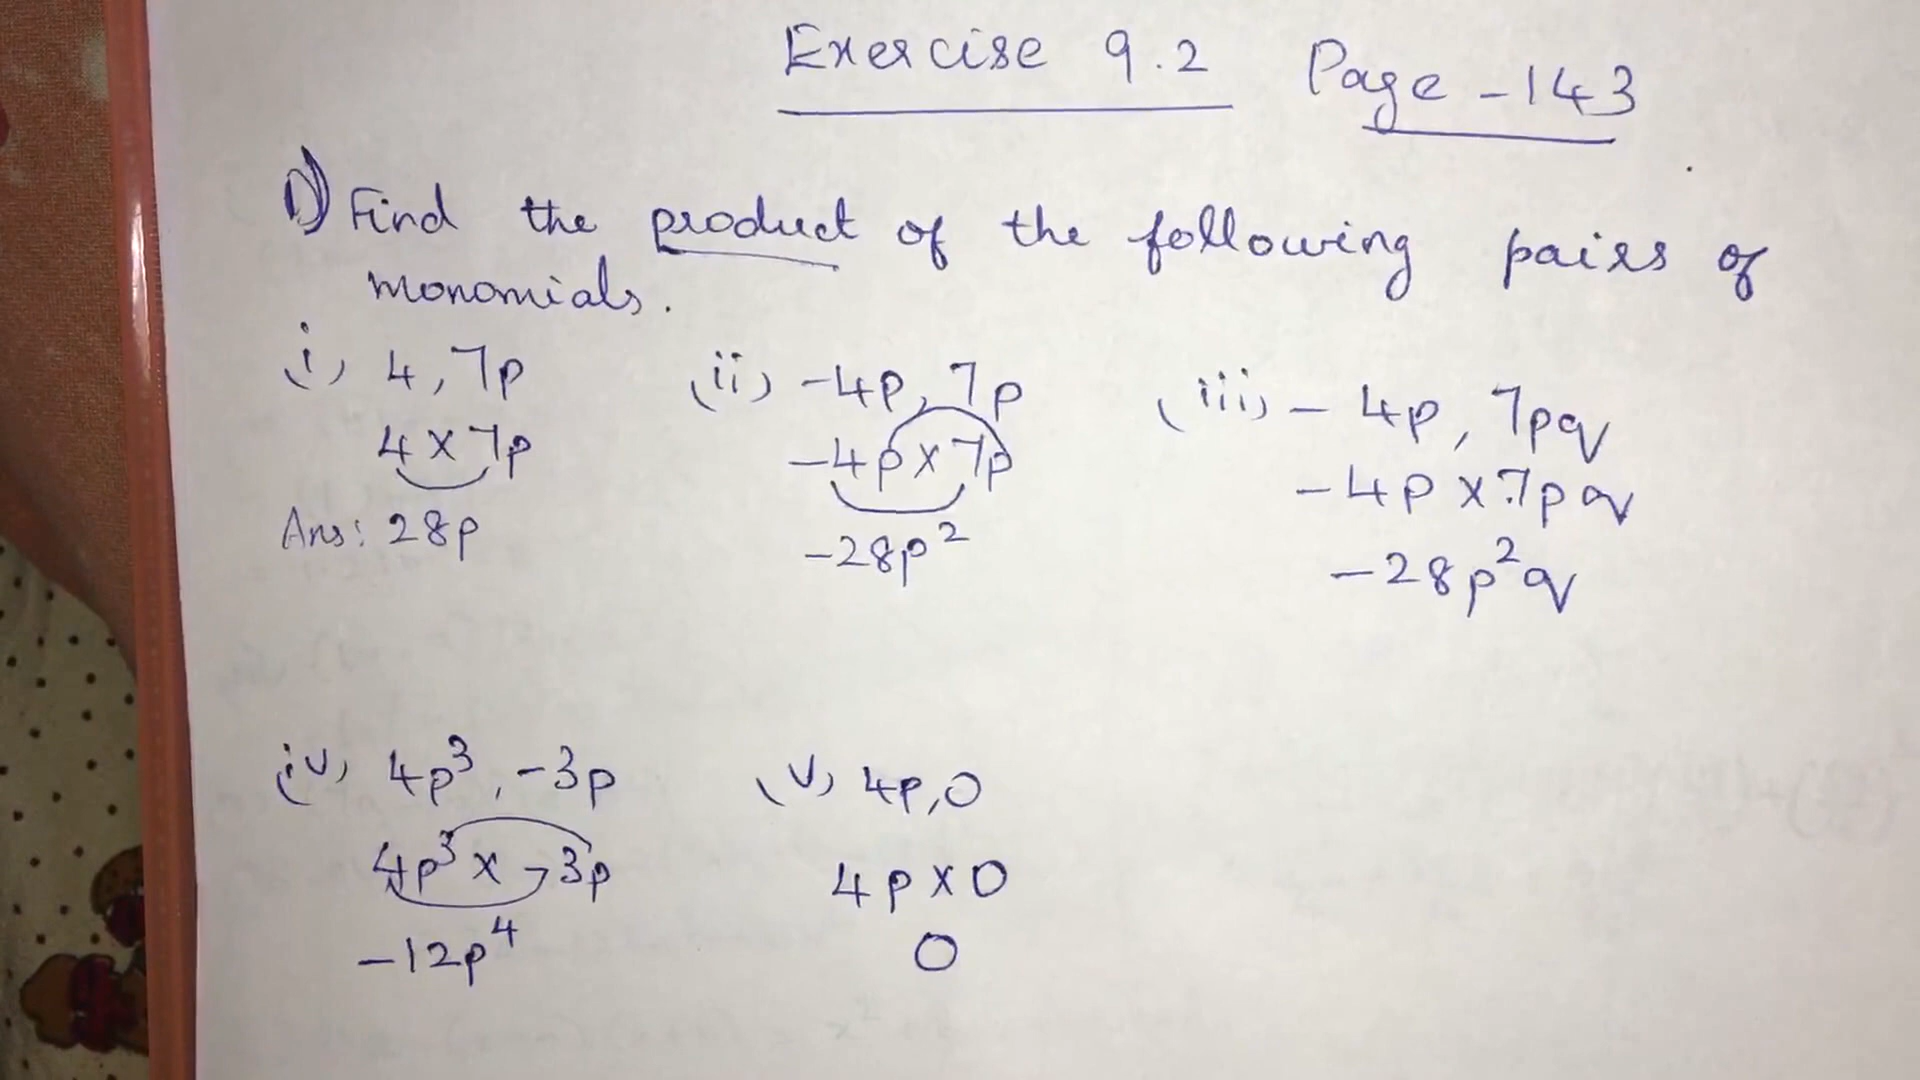 Exercise 9.2 Page - 143
1) Find the product of the following pairs of
monomials.
(i) 4, 7p
4 x 7p
Ans: 28p
(ii) -4p, 7p
-4p x 7p
-28p²
(iii) - 4p, 7pq
-4p x 7pq
-28p²q
(iv) 4p³, -3p
4p³ x -3p
-12p⁴
(v) 4p, 0
4p x 0
0